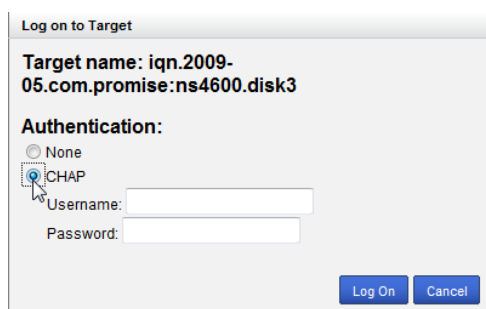 Log on to Target
Target name: iqn.2009-
05.com.promise:ns4600.disk3
Authentication:
None
CHAP
Username:
Password:
Log On Cancel